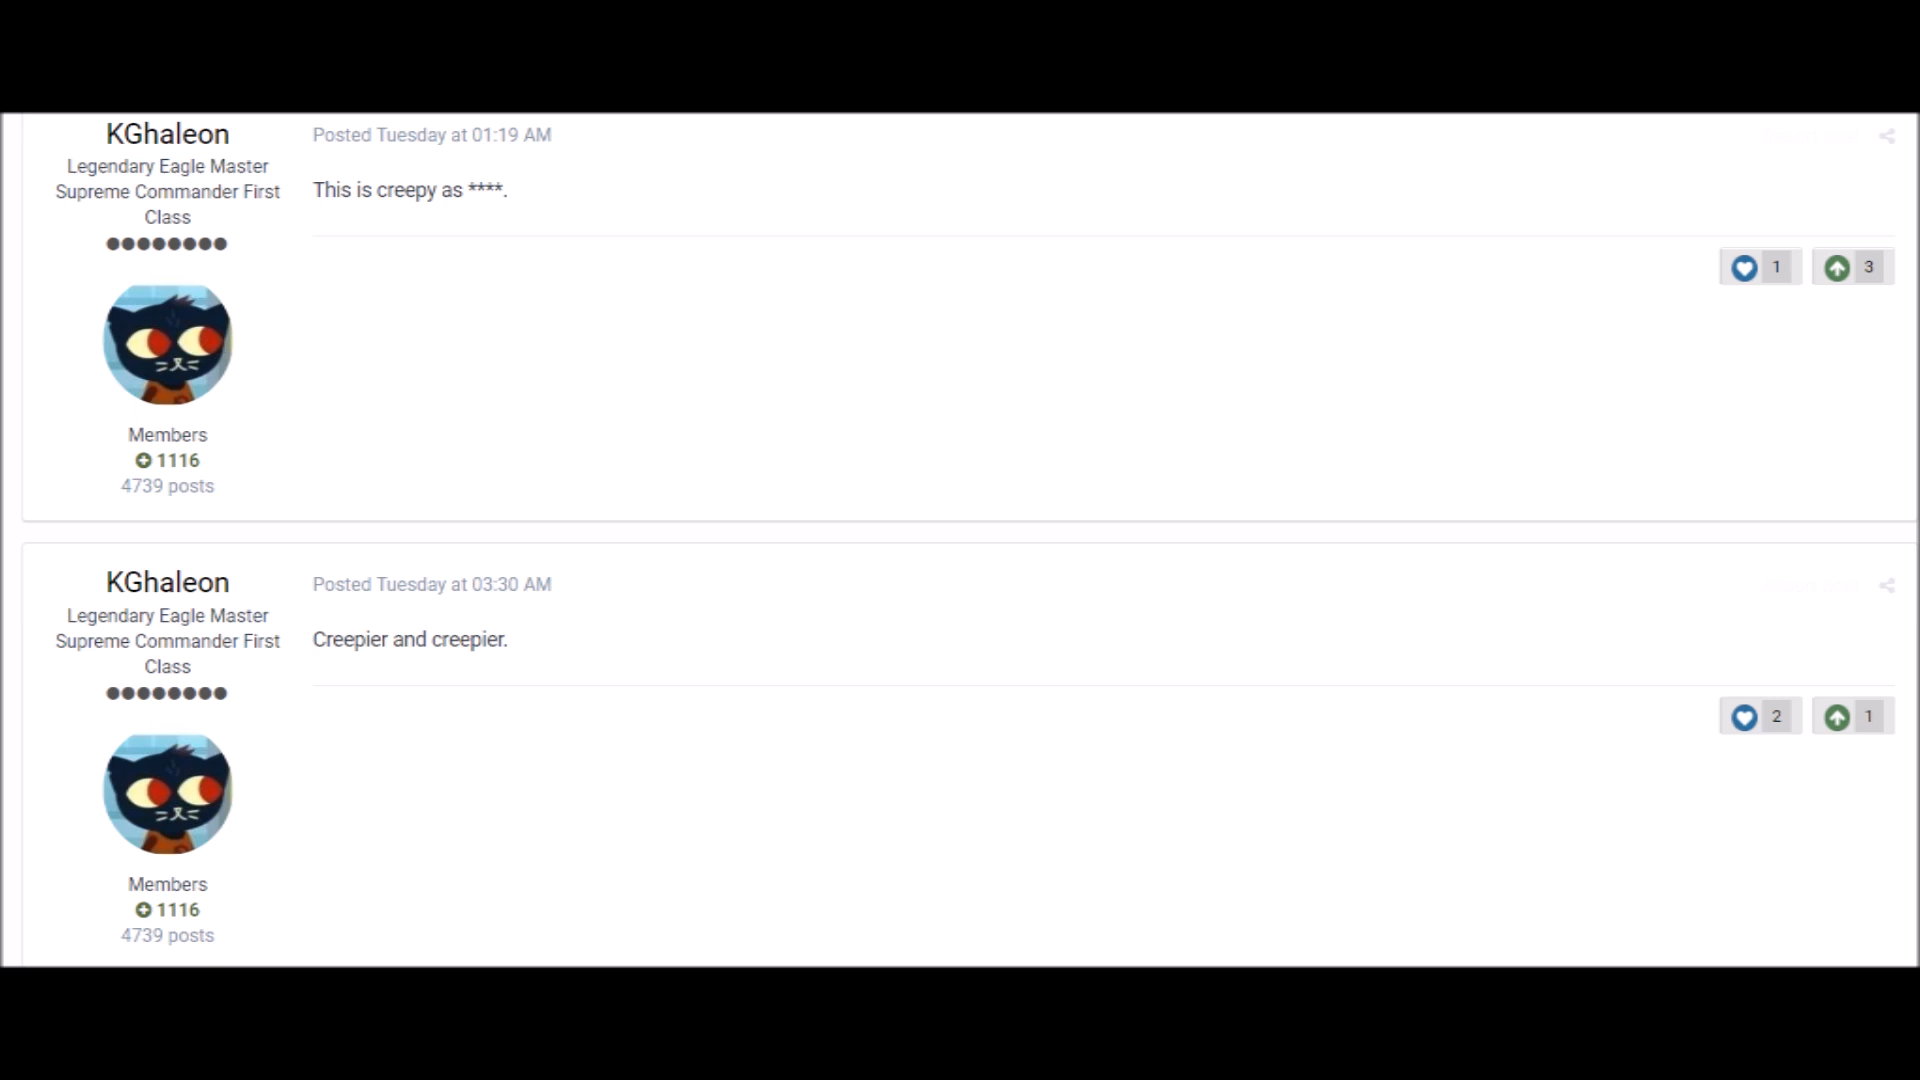 KGhaleon
Posted Tuesday at 01:19 AM
Legendary Eagle Master
Supreme Commander First
Class
This is creepy as ****.
1
3
Members
1116
4739 posts
KGhaleon
Posted Tuesday at 03:30 AM
Legendary Eagle Master
Supreme Commander First
Class
Creepier and creepier.
2
1
Members
1116
4739 posts